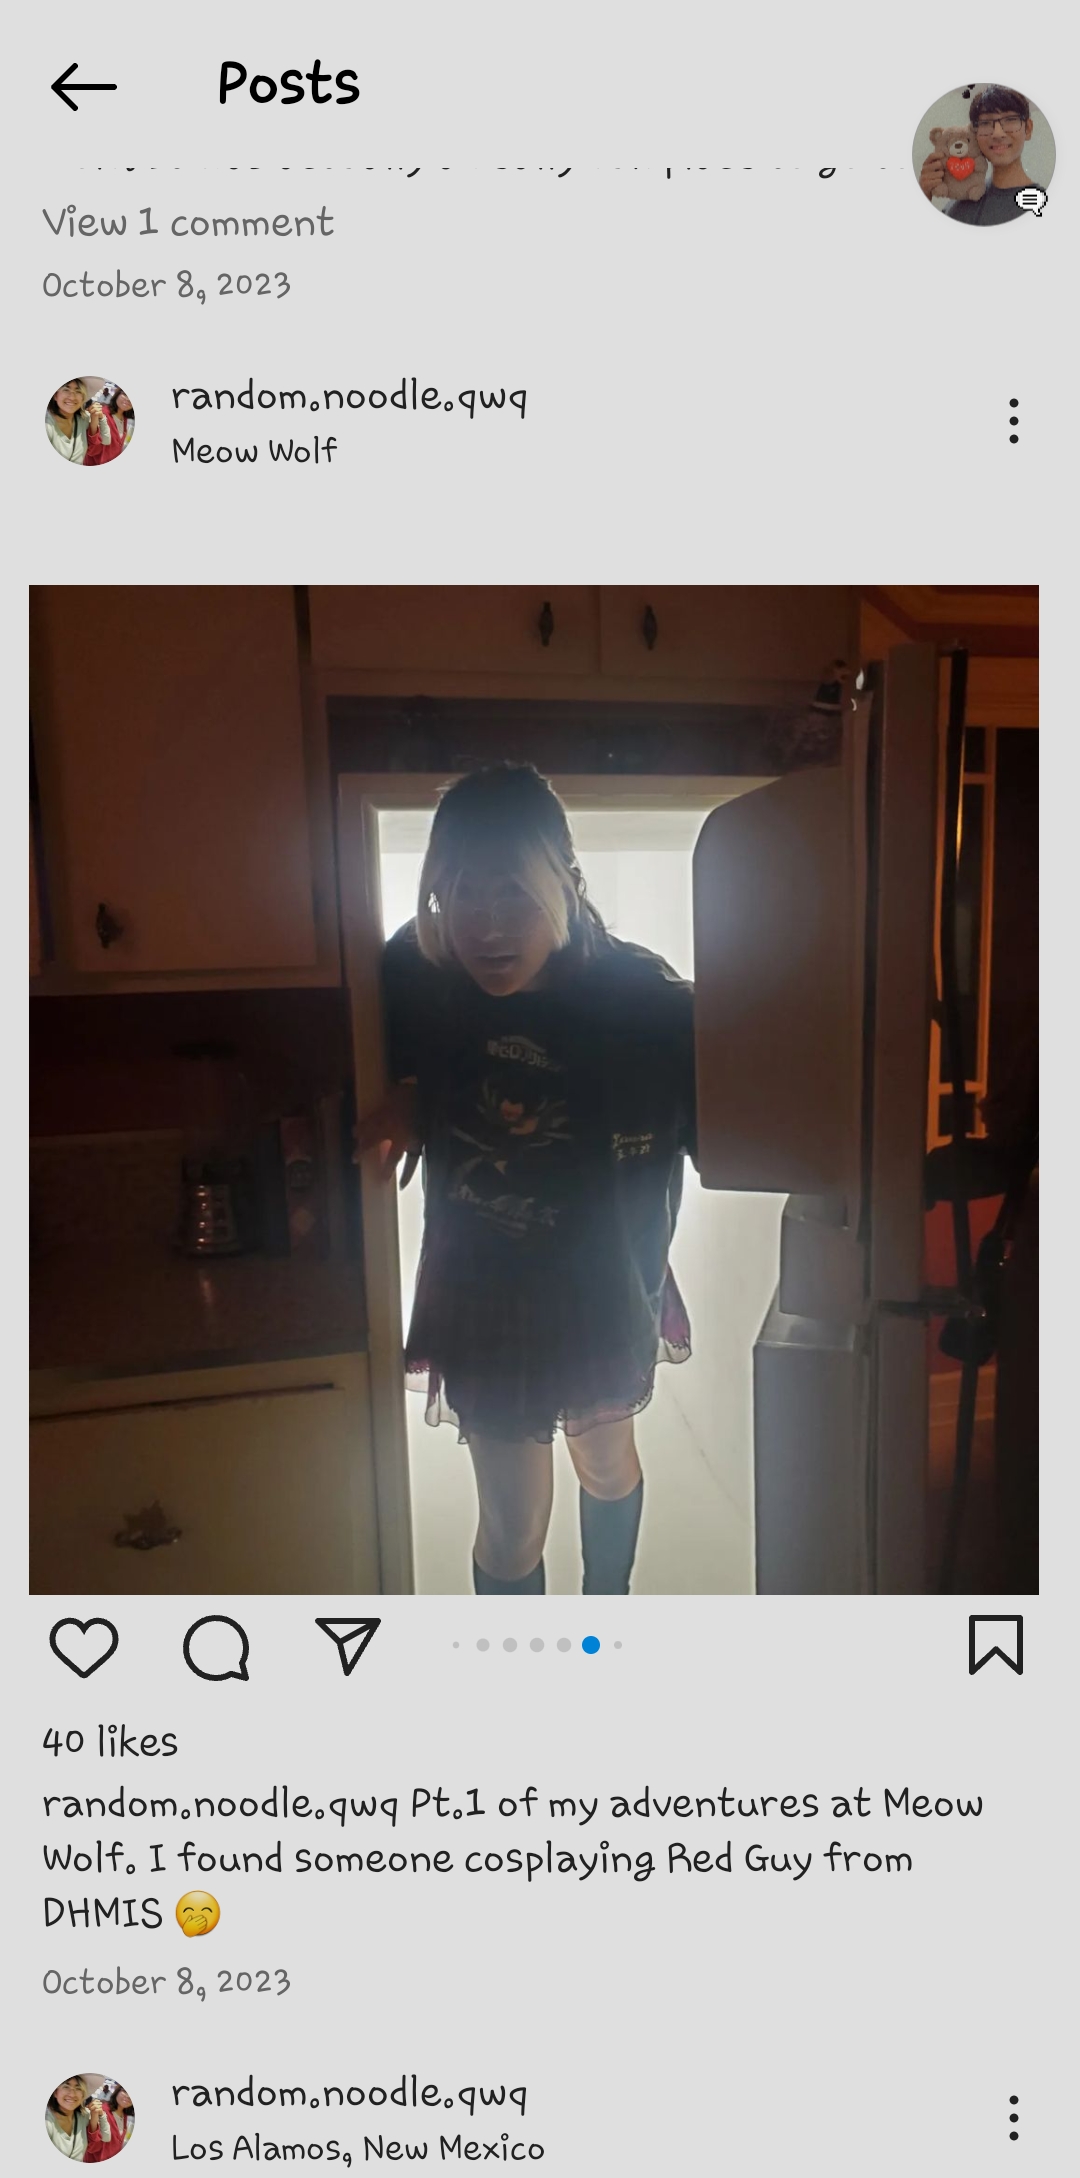 Posts
View 1 comment
October 8, 2023
random.noodle.qwq
Meow Wolf
40 likes
random.noodle.qwq Pt.1 of my adventures at Meow
Wolf. I found someone cosplaying Red Guy from
DHMIS 🤭
October 8, 2023
random.noodle.qwq
Los Alamos, New Mexico